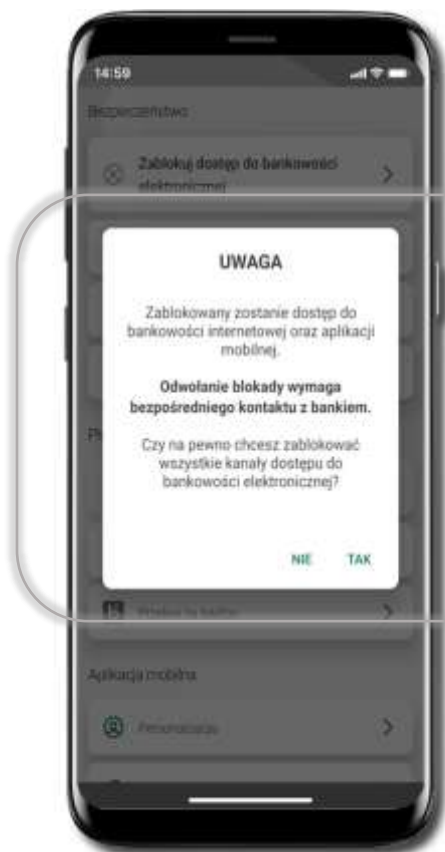 14:59
Bezpieczeństwo
Zablokuj dostęp do bankowości
elektronicznej
UWAGA
Zablokowany zostanie dostęp do
bankowości internetowej oraz aplikacji
mobilnej.
Odwołanie blokady wymaga
bezpośredniego kontaktu z bankiem.
Czy na pewno chcesz zablokować
wszystkie kanały dostępu do
bankowości elektronicznej?
NIE TAK
Aplikacja mobilna
Personalizacja